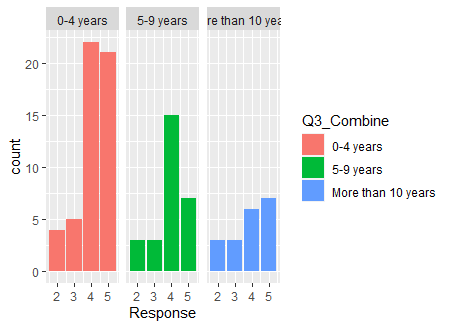 0-4 years
5-9 years
re than 10 yea
20
15
10
5
0
count
2 3 4 5
2 3 4 5
2 3 4 5
Response
Q3_Combine
0-4 years
5-9 years
More than 10 years